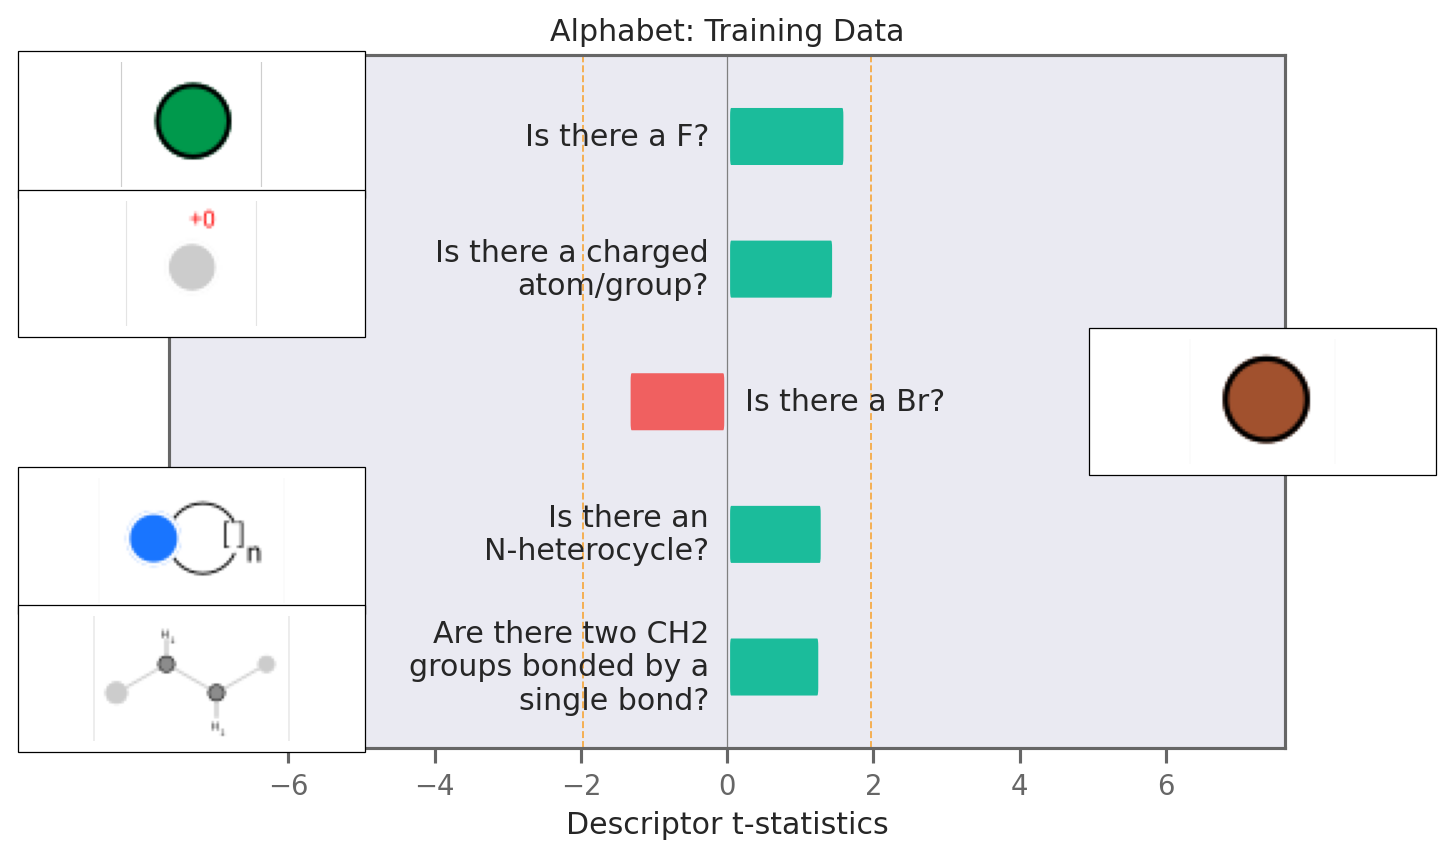 Alphabet: Training Data
Is there a F?
+0
Is there a charged
atom/group?
Is there a Br?
Is there an
N-heterocycle?
[]n
Are there two CH2
groups bonded by a
single bond?
−6
−4
−2
0
2
4
6
Descriptor t-statistics